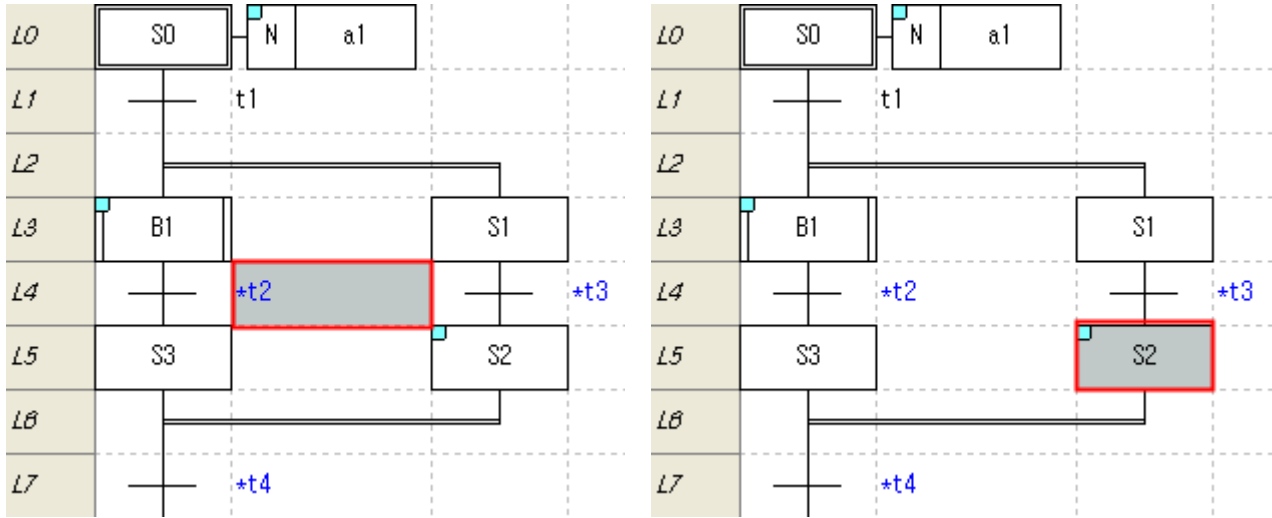 L0 S0 N a1
L1 t1
L2
L3 B1 S1
L4 *t2 *t3
L5 S3 S2
L6
L7 *t4
L0 S0 N a1
L1 t1
L2
L3 B1 S1
L4 *t2 *t3
L5 S3 S2
L6
L7 *t4